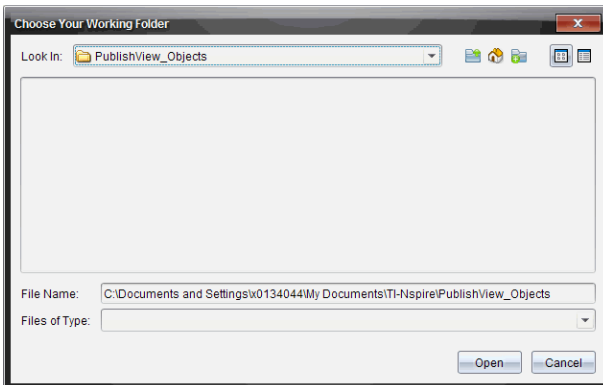 Choose Your Working Folder
Look In: PublishView_Objects
File Name: C:\Documents and Settings\x0134044\My Documents\TI-Nspire\PublishView_Objects
Files of Type:
Open Cancel